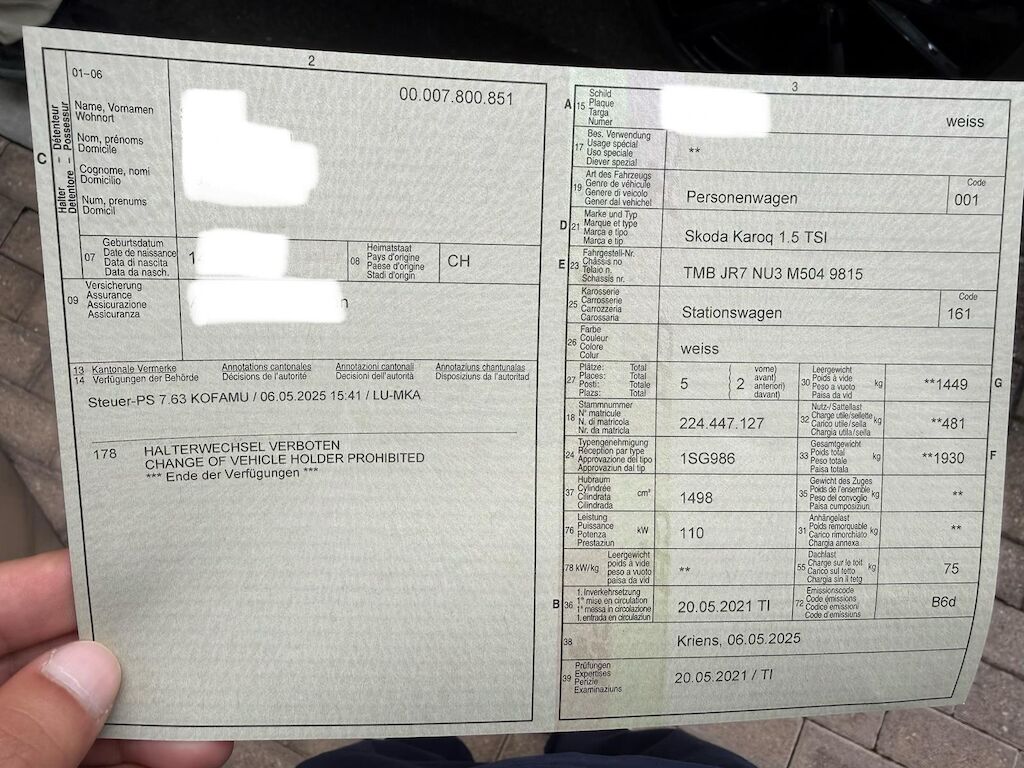 2
01-06
00.007.800.851
C
Halter – Détenteur
Detentore – Possessur
Name, Vornamen
Wohnort
Nom, prénoms
Domicile
Cognome, nomi
Domicilio
Num, prenums
Domicil
07
Geburtsdatum
Date de naissance
Data di nascita
Data da nasch.
1
08
Heimatstaat
Pays d'origine
Paese d'origine
Stadi d'origin
CH
09
Versicherung
Assurance
Assicurazione
Assicuranza
n
13 Kantonale Vermerke Annotations cantonales Annotazioni cantonali Annotaziuns chantunalas
14 Verfügungen der Behörde Décisions de l'autorité Decisioni dell'autorità Disposiziuns da l'autoritad
Steuer-PS 7.63 KOFAMU / 06.05.2025 15:41 / LU-MKA
178 HALTERWECHSEL VERBOTEN
CHANGE OF VEHICLE HOLDER PROHIBITED
*** Ende der Verfügungen ***
3
A 15
Schild
Plaque
Targa
Numer
weiss
17
Bes. Verwendung
Usage spécial
Uso speciale
Diever spezial
**
19
Art des Fahrzeugs
Genre de véhicule
Genere di veicolo
Gener dal vehichel
Personenwagen
Code
001
D 21
Marke und Typ
Marque et type
Marca e tipo
Marca e tip
Skoda Karoq 1.5 TSI
E 23
Fahrgestell-Nr.
Châssis no
Telaio n.
Schassis nr.
TMB JR7 NU3 M504 9815
25
Karosserie
Carrosserie
Carrozzeria
Carossaria
Stationswagen
Code
161
26
Farbe
Couleur
Colore
Colur
weiss
27
Plätze: Total
Places: Total
Posti: Totale
Plazs: Total
5
( 2
vorne)
avant)
anteriori)
davant)
30
Leergewicht
Poids à vide
Peso a vuoto
Paisa da vid
kg
**1449
G
18
Stammnummer
N° matricule
N. di matricola
Nr. da matricla
224.447.127
32
Nutz-/Sattellast
Charge utile/sellette
Carico utile/sella
Chargia utila/sella
kg
**481
24
Typengenehmigung
Réception par type
Approvazione del tipo
Approvaziun dal tip
1SG986
33
Gesamtgewicht
Poids total
Peso totale
Paisa totala
kg
**1930
F
37
Hubraum
Cylindrée
Cilindrata
Cilindrada
cm³
1498
35
Gewicht des Zuges
Poids de l'ensemble
Peso del convoglio
Paisa cumposiziun
kg
**
76
Leistung
Puissance
Potenza
Prestaziun
kW
110
31
Anhängelast
Poids remorquable
Carico rimorchiato
Chargia annexa
kg
**
78 kW/kg
Leergewicht
poids à vide
peso a vuoto
paisa da vid
**
55
Dachlast
Charge sur le toit
Carico sul tetto
Chargia sin il tetg
kg
75
B 36
1. Inverkehrsetzung
1re mise en circulation
1a messa in circolazione
1. entrada en circulaziun
20.05.2021 TI
72
Emissionscode
Code émissions
Codice emissioni
Code d'emissiuns
B6d
38
Kriens, 06.05.2025
39
Prüfungen
Expertises
Perizie
Examinaziuns
20.05.2021 / TI